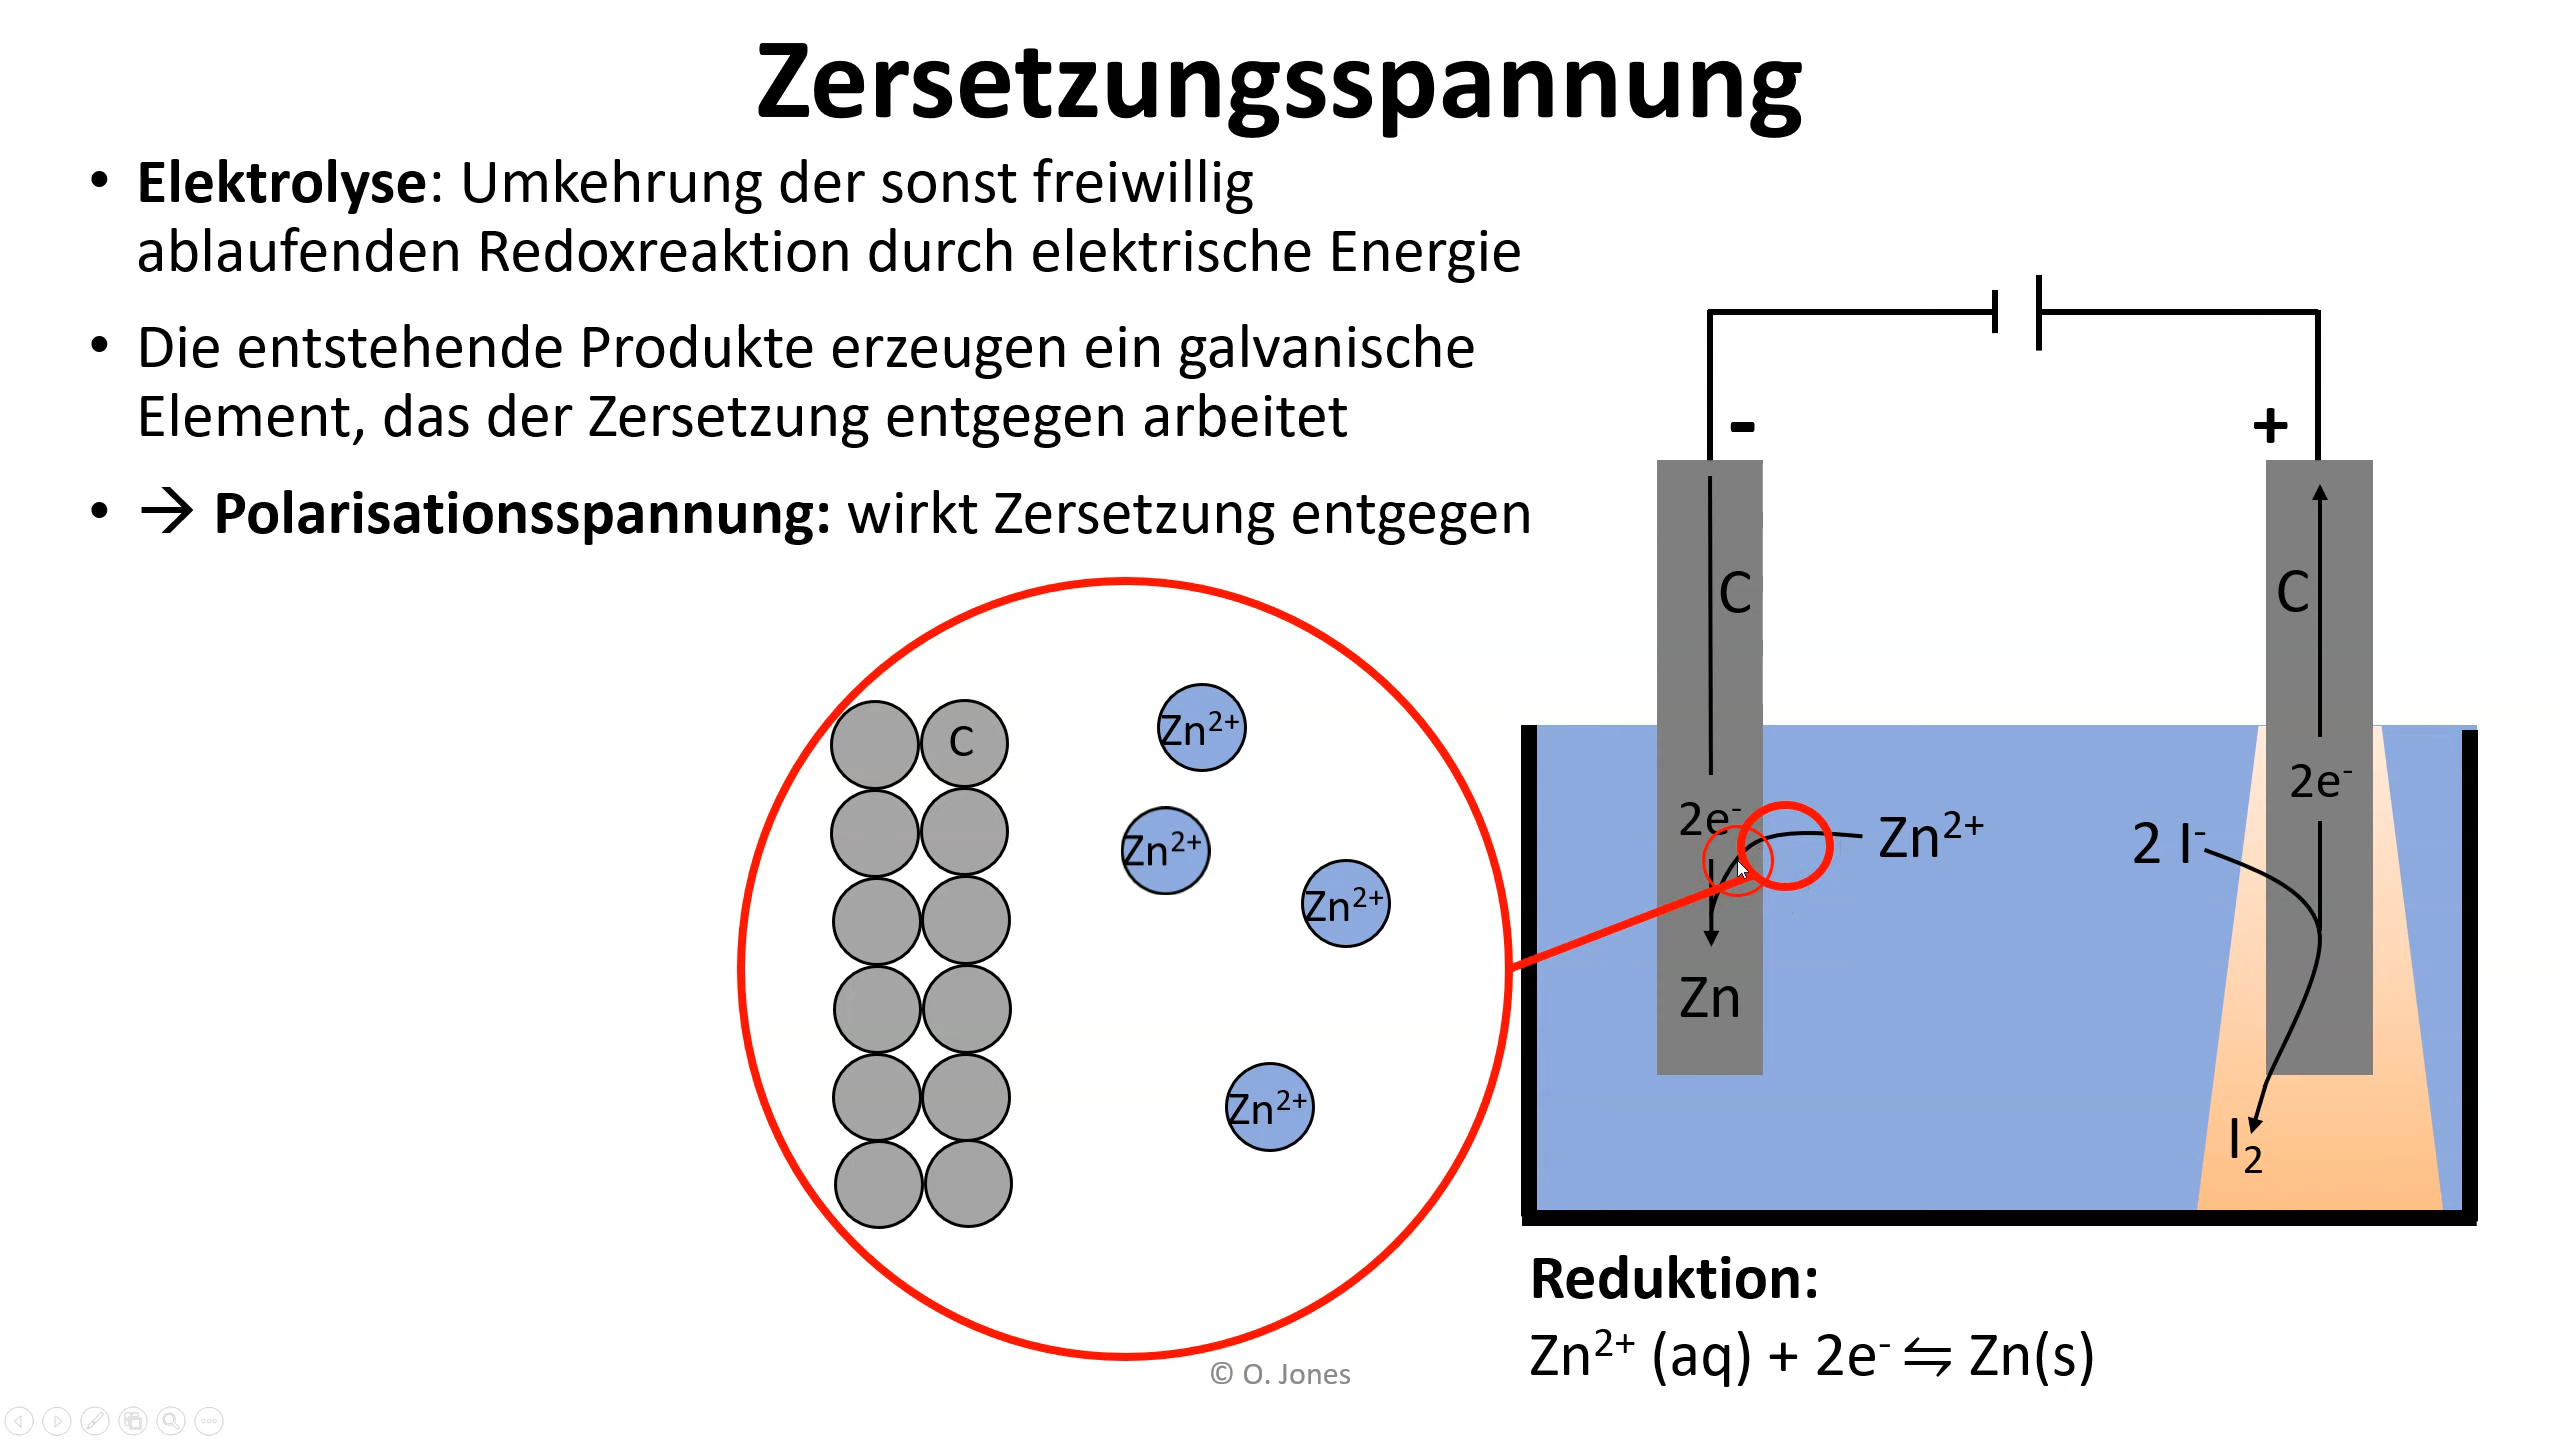 Zersetzungsspannung
• Elektrolyse: Umkehrung der sonst freiwillig
ablaufenden Redoxreaktion durch elektrische Energie
• Die entstehende Produkte erzeugen ein galvanische
Element, das der Zersetzung entgegen arbeitet
• → Polarisationsspannung: wirkt Zersetzung entgegen
- +
C C
C
Zn²⁺
Zn²⁺
Zn²⁺
Zn²⁺
2e⁻
Zn²⁺
Zn
2e⁻
2 I⁻
I₂
Reduktion:
Zn²⁺ (aq) + 2e⁻ ⇋ Zn(s)
© O. Jones